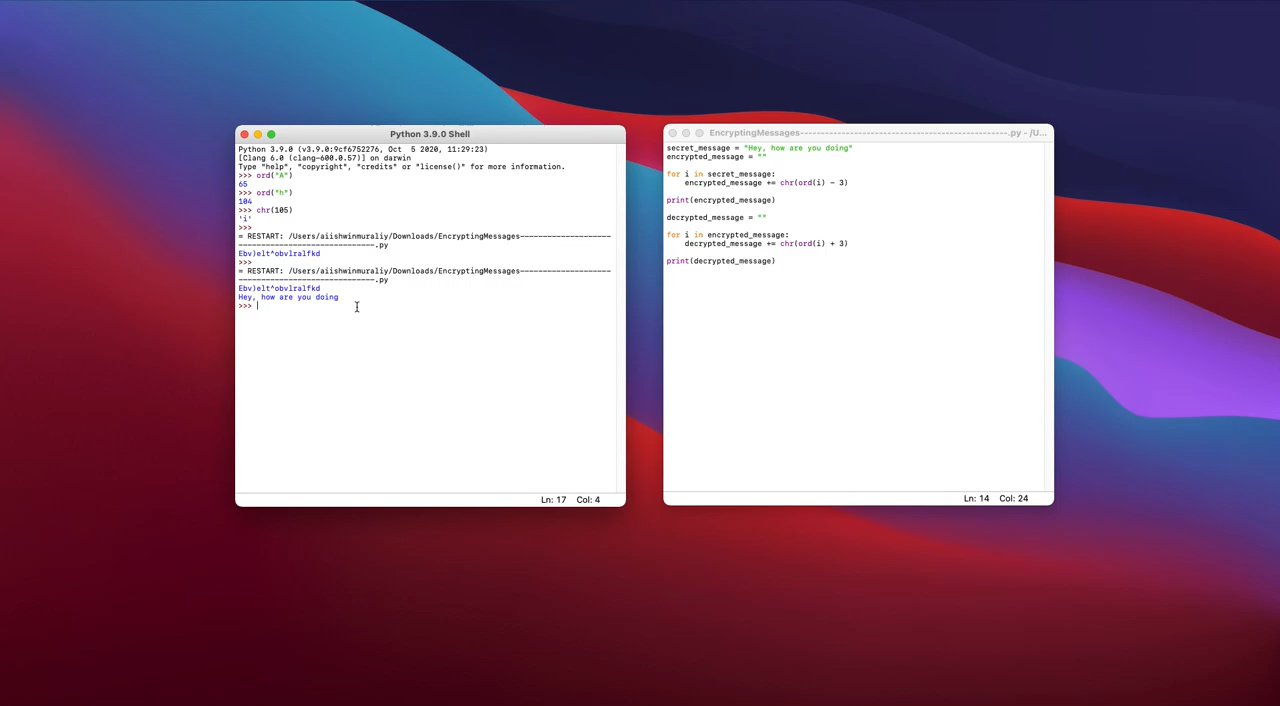 Python 3.9.0 Shell
Python 3.9.0 (v3.9.0:9cf6752276, Oct  5 2020, 11:29:23)
[Clang 6.0 (clang-600.0.57)] on darwin
Type "help", "copyright", "credits" or "license()" for more information.
>>> ord("A")
65
>>> ord("h")
104
>>> chr(105)
'i'
>>>
= RESTART: /Users/aiishwinmuraliy/Downloads/EncryptingMessages--------------------
------------------------------.py
Ebv)elt^obvlralfkd
>>>
= RESTART: /Users/aiishwinmuraliy/Downloads/EncryptingMessages--------------------
------------------------------.py
Ebv)elt^obvlralfkd
Hey, how are you doing
>>>
Ln: 17  Col: 4
EncryptingMessages--------------------------------------------------.py - /U...
secret_message = "Hey, how are you doing"
encrypted_message = ""
for i in secret_message:
    encrypted_message += chr(ord(i) - 3)
print(encrypted_message)
decrypted_message = ""
for i in encrypted_message:
    decrypted_message += chr(ord(i) + 3)
print(decrypted_message)
Ln: 14  Col: 24